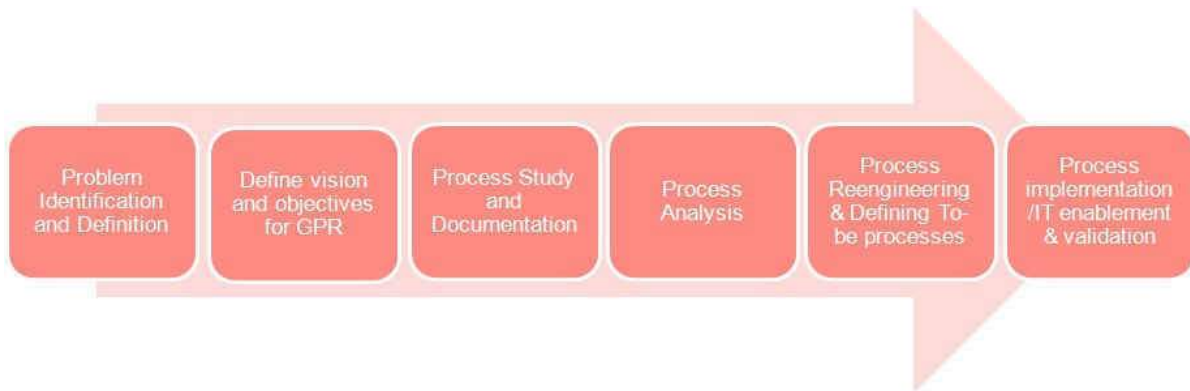 Problem
Identification
and Definition
Define vision
and objectives
for GPR
Process Study
and
Documentation
Process
Analysis
Process
Reengineering
& Defining To-
be processes
Process
implementation
/IT enablement
& validation